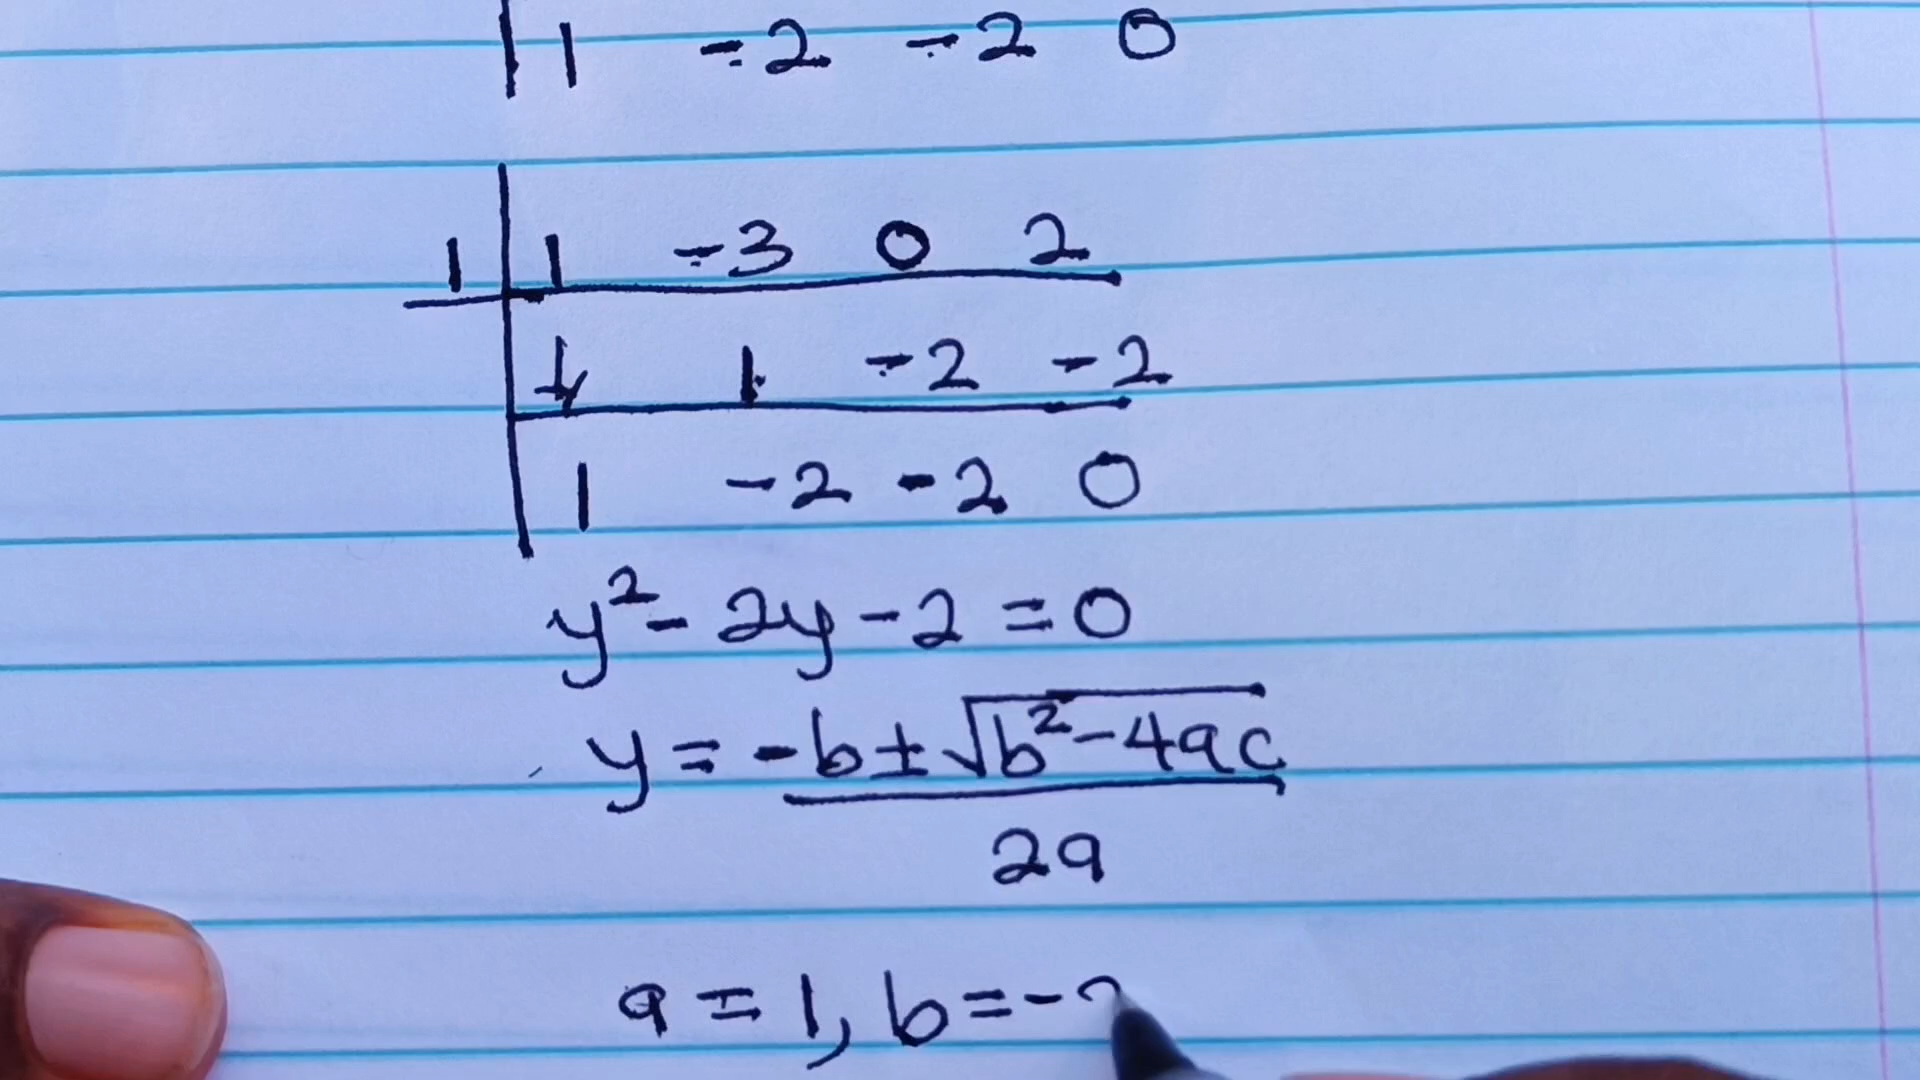 1 -2 -2 0
1 1 -3 0 2
↓ 1 -2 -2
1 -2 -2 0
y² - 2y - 2 = 0
y = -b ± √b² - 4ac
2a
a = 1, b = -2